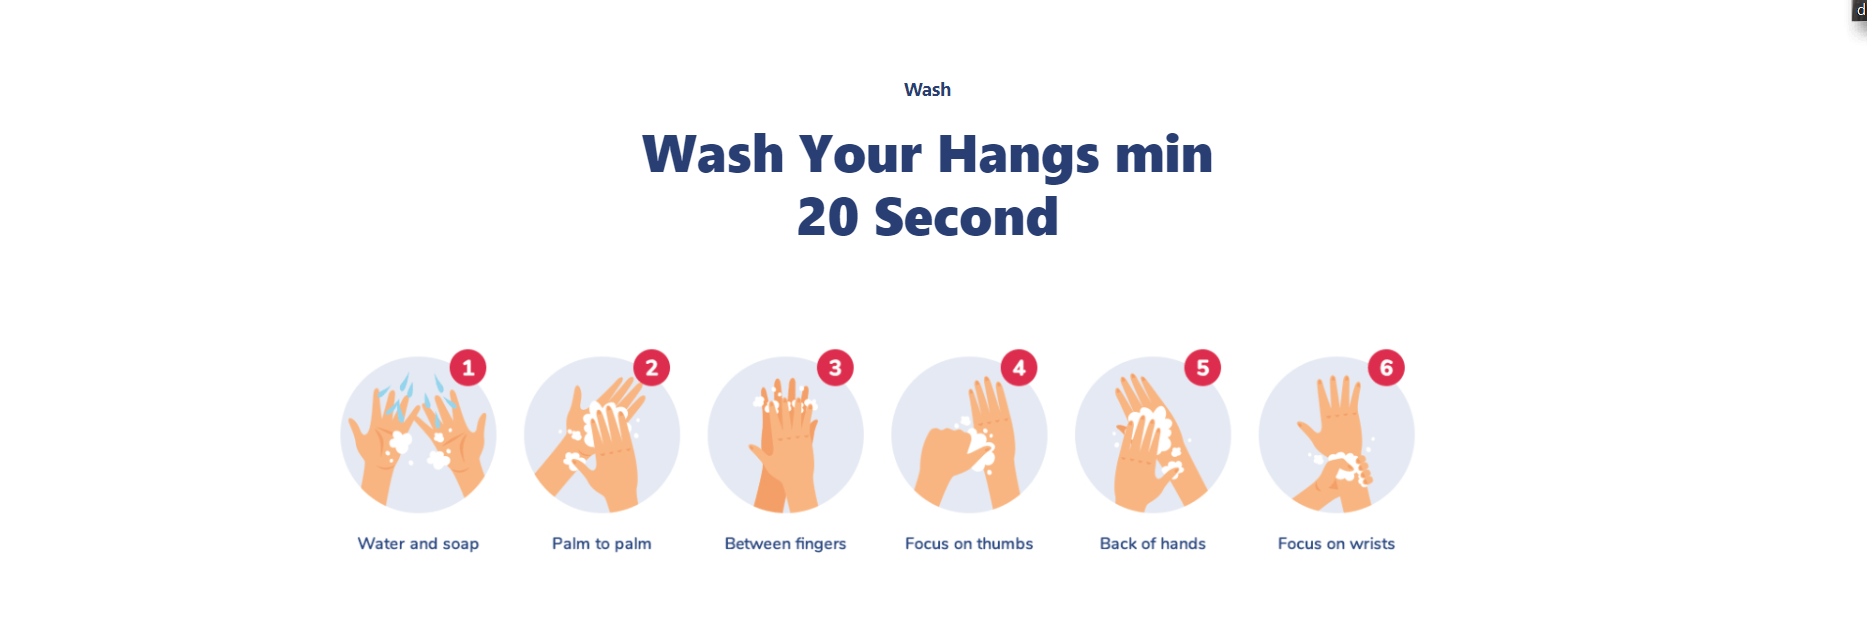 d
Wash
Wash Your Hangs min
20 Second
1
2
3
4
5
6
Water and soap
Palm to palm
Between fingers
Focus on thumbs
Back of hands
Focus on wrists